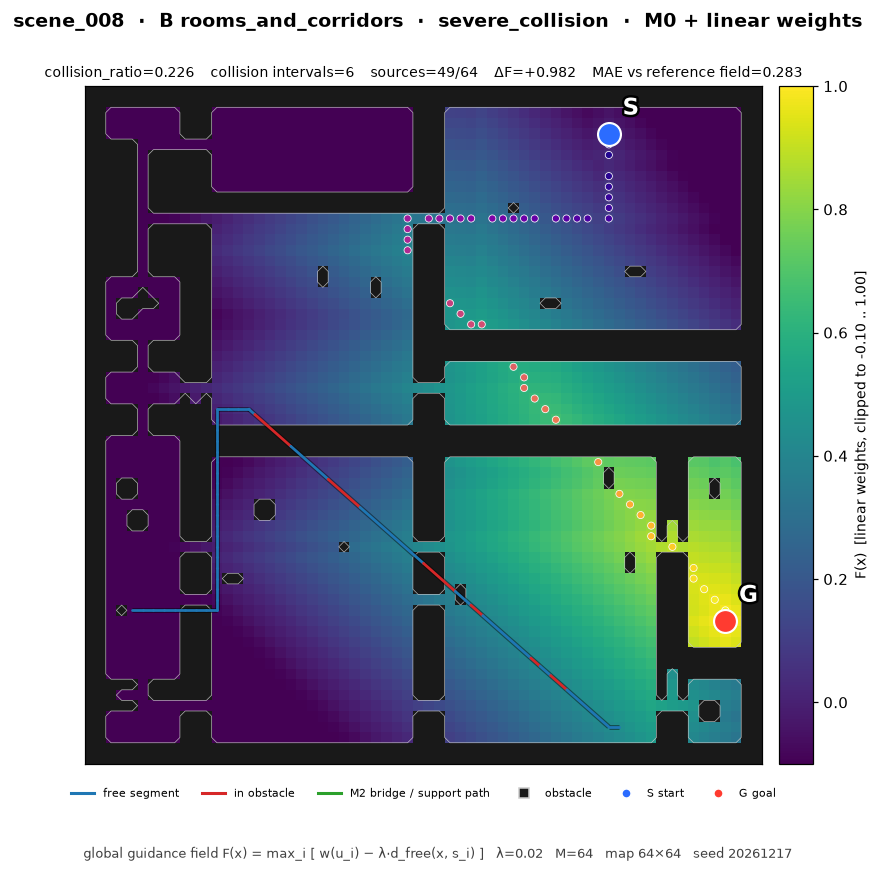 scene_008 · B rooms_and_corridors · severe_collision · M0 + linear weights
collision_ratio=0.226 collision intervals=6 sources=49/64 ΔF=+0.982 MAE vs reference field=0.283
S
G
1.0
0.8
0.6
0.4
0.2
0.0
F(x) [linear weights, clipped to -0.10 .. 1.00]
free segment
in obstacle
M2 bridge / support path
obstacle
S start
G goal
global guidance field F(x) = max_i [ w(u_i) − λ·d_free(x, s_i) ] λ=0.02 M=64 map 64×64 seed 20261217